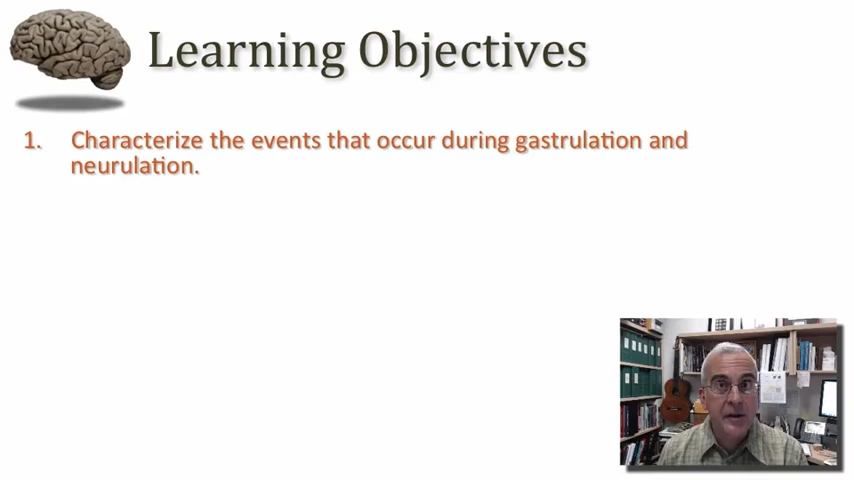 Learning Objectives
1. Characterize the events that occur during gastrulation and
neurulation.